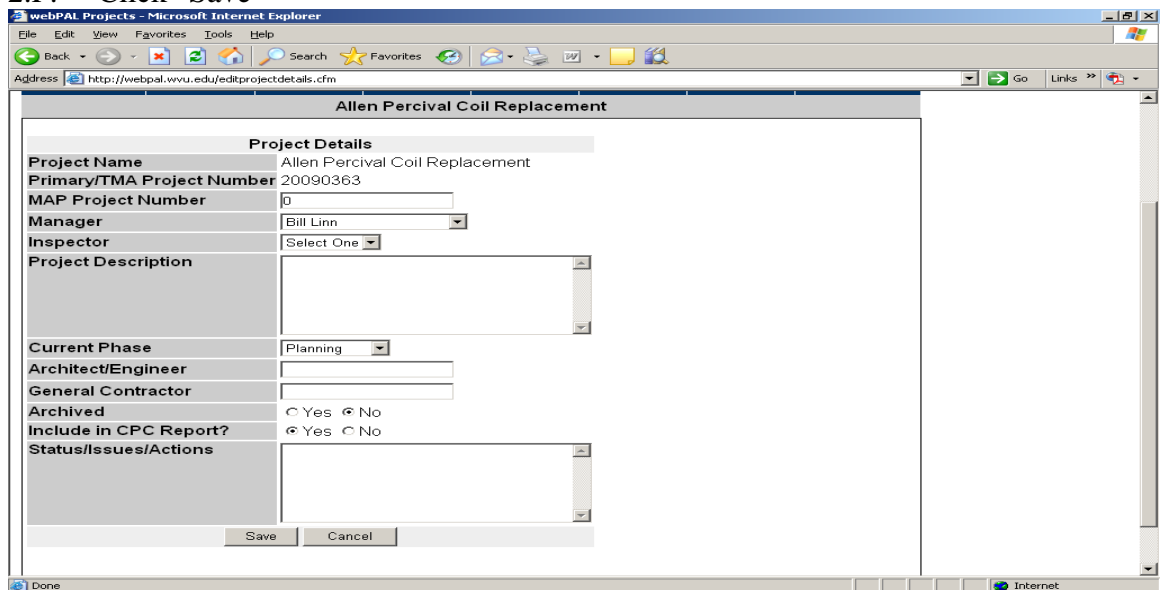 webPAL Projects - Microsoft Internet Explorer
File Edit View Favorites Tools Help
Back Search Favorites
Address http://webpal.wvu.edu/editprojectdetails.cfm Go Links »
Allen Percival Coil Replacement
Project Details
Project Name Allen Percival Coil Replacement
Primary/TMA Project Number 20090363
MAP Project Number 0
Manager Bill Linn
Inspector Select One
Project Description
Current Phase Planning
Architect/Engineer
General Contractor
Archived Yes No
Include in CPC Report? Yes No
Status/Issues/Actions
Save Cancel
Done Internet